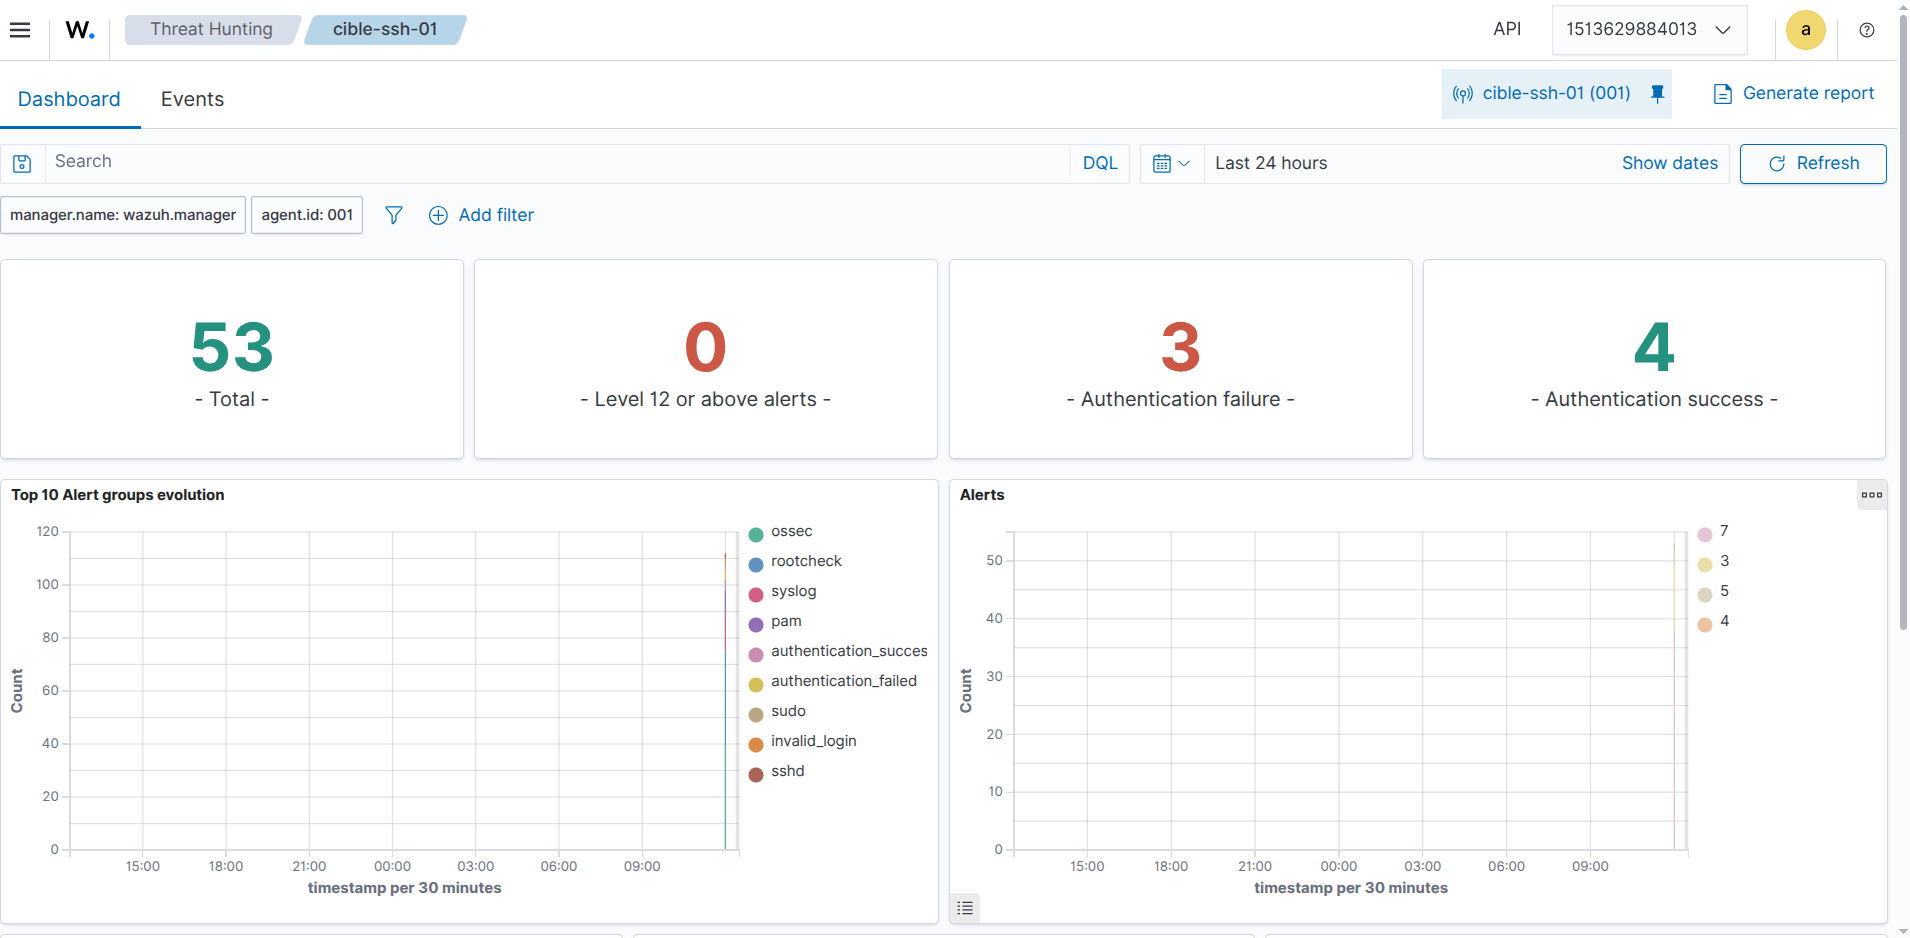 W.
Threat Hunting
cible-ssh-01
API
1513629884013
a
Dashboard
Events
cible-ssh-01 (001)
Generate report
Search
DQL
Last 24 hours
Show dates
Refresh
manager.name: wazuh.manager
agent.id: 001
Add filter
53
- Total -
0
- Level 12 or above alerts -
3
- Authentication failure -
4
- Authentication success -
Top 10 Alert groups evolution
120
100
80
60
40
20
0
Count
15:00
18:00
21:00
00:00
03:00
06:00
09:00
timestamp per 30 minutes
ossec
rootcheck
syslog
pam
authentication_succes
authentication_failed
sudo
invalid_login
sshd
Alerts
50
40
30
20
10
0
Count
15:00
18:00
21:00
00:00
03:00
06:00
09:00
timestamp per 30 minutes
7
3
5
4